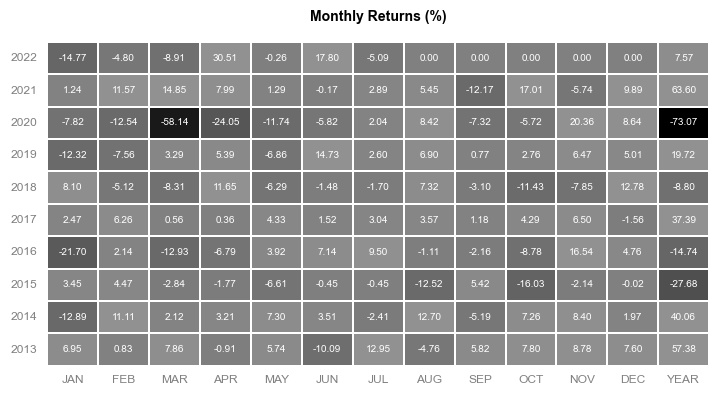 Monthly Returns (%)
2022 -14.77 -4.80 -8.91 30.51 -0.26 17.80 -5.09 0.00 0.00 0.00 0.00 0.00 7.57
2021 1.24 11.57 14.85 7.99 1.29 -0.17 2.89 5.45 -12.17 17.01 -5.74 9.89 63.60
2020 -7.82 -12.54 -58.14 -24.05 -11.74 -5.82 2.04 8.42 -7.32 -5.72 20.36 8.64 -73.07
2019 -12.32 -7.56 3.29 5.39 -6.86 14.73 2.60 6.90 0.77 2.76 6.47 5.01 19.72
2018 8.10 -5.12 -8.31 11.65 -6.29 -1.48 -1.70 7.32 -3.10 -11.43 -7.85 12.78 -8.80
2017 2.47 6.26 0.56 0.36 4.33 1.52 3.04 3.57 1.18 4.29 6.50 -1.56 37.39
2016 -21.70 2.14 -12.93 -6.79 3.92 7.14 9.50 -1.11 -2.16 -8.78 16.54 4.76 -14.74
2015 3.45 4.47 -2.84 -1.77 -6.61 -0.45 -0.45 -12.52 5.42 -16.03 -2.14 -0.02 -27.68
2014 -12.89 11.11 2.12 3.21 7.30 3.51 -2.41 12.70 -5.19 7.26 8.40 1.97 40.06
2013 6.95 0.83 7.86 -0.91 5.74 -10.09 12.95 -4.76 5.82 7.80 8.78 7.60 57.38
JAN FEB MAR APR MAY JUN JUL AUG SEP OCT NOV DEC YEAR